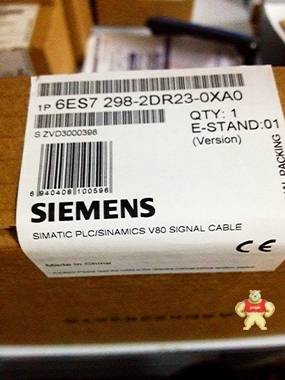 1P 6ES7 298-2DR23-0XA0
QTY: 1
S ZVD3000398
E-STAND:01
(Version)
6 940408 100596
SIEMENS
SIMATIC PLC/SINAMICS V80 SIGNAL CABLE
CE
Made in China